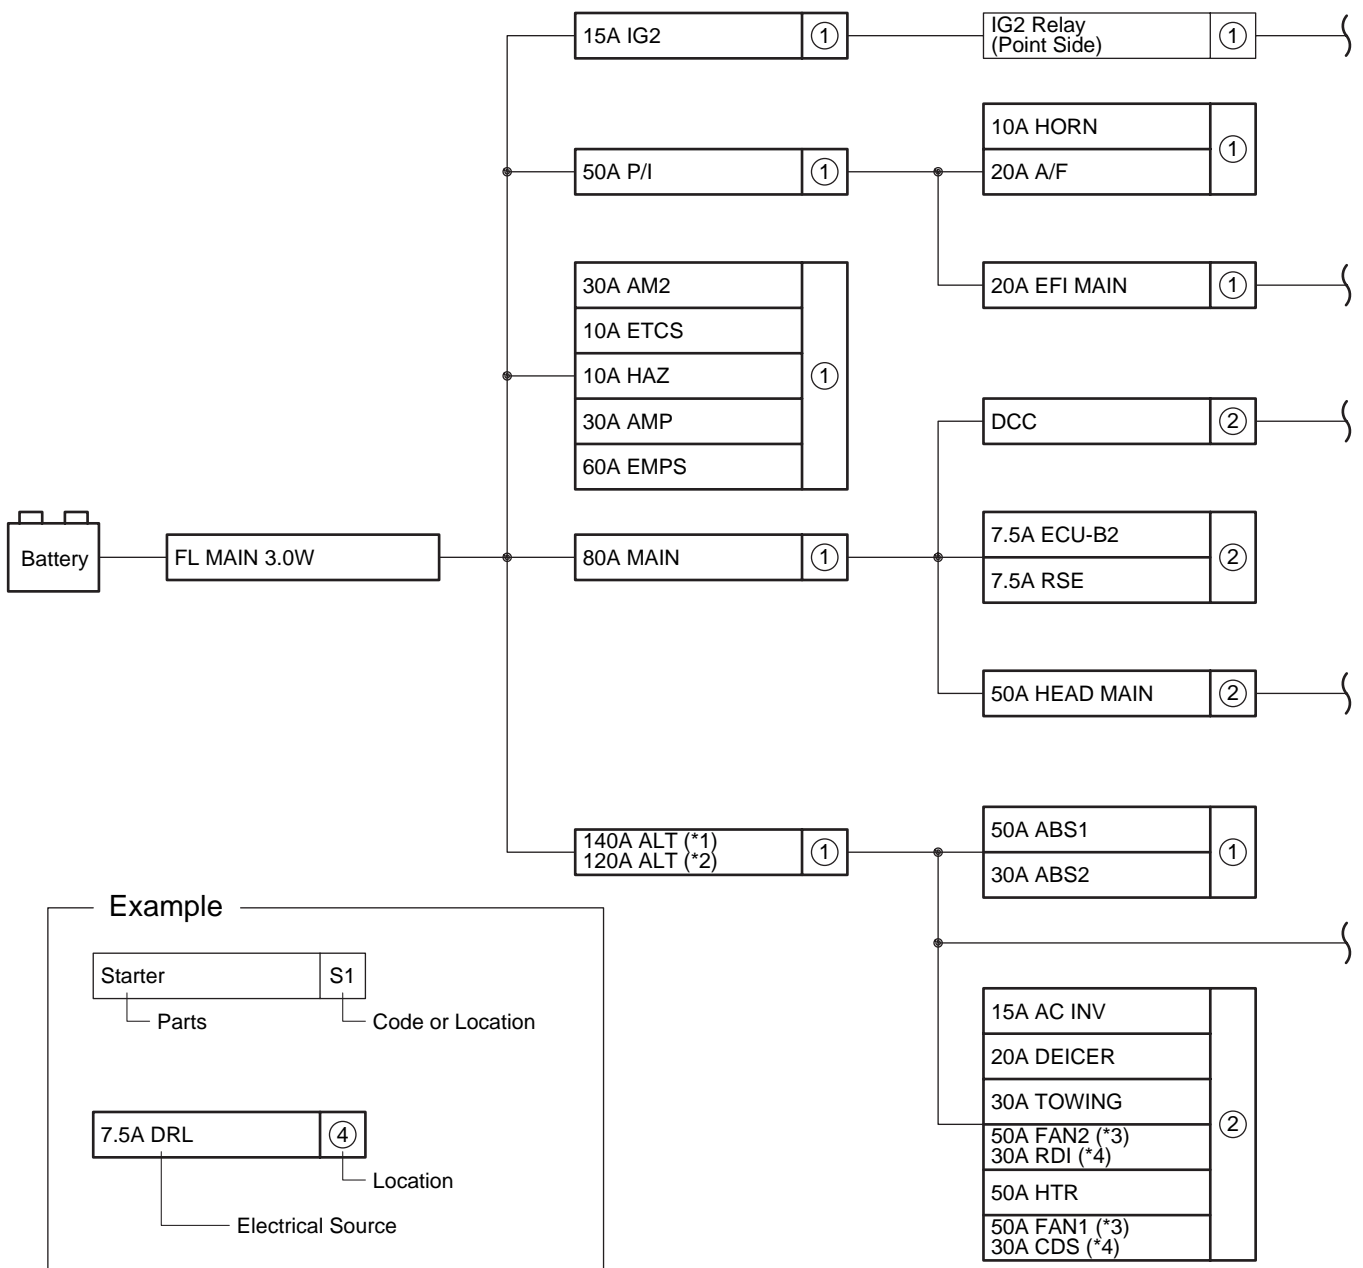 15A IG2 ①
IG2 Relay
(Point Side) ①
10A HORN
20A A/F
①
50A P/I ①
20A EFI MAIN ①
30A AM2
10A ETCS
10A HAZ
30A AMP
60A EMPS
①
DCC ②
Battery
FL MAIN 3.0W
80A MAIN ①
7.5A ECU-B2
7.5A RSE
②
50A HEAD MAIN ②
140A ALT (*1)
120A ALT (*2) ①
50A ABS1
30A ABS2
①
15A AC INV
20A DEICER
30A TOWING
50A FAN2 (*3)
30A RDI (*4)
50A HTR
50A FAN1 (*3)
30A CDS (*4)
②
Example
Starter S1
Parts
Code or Location
7.5A DRL ④
Location
Electrical Source